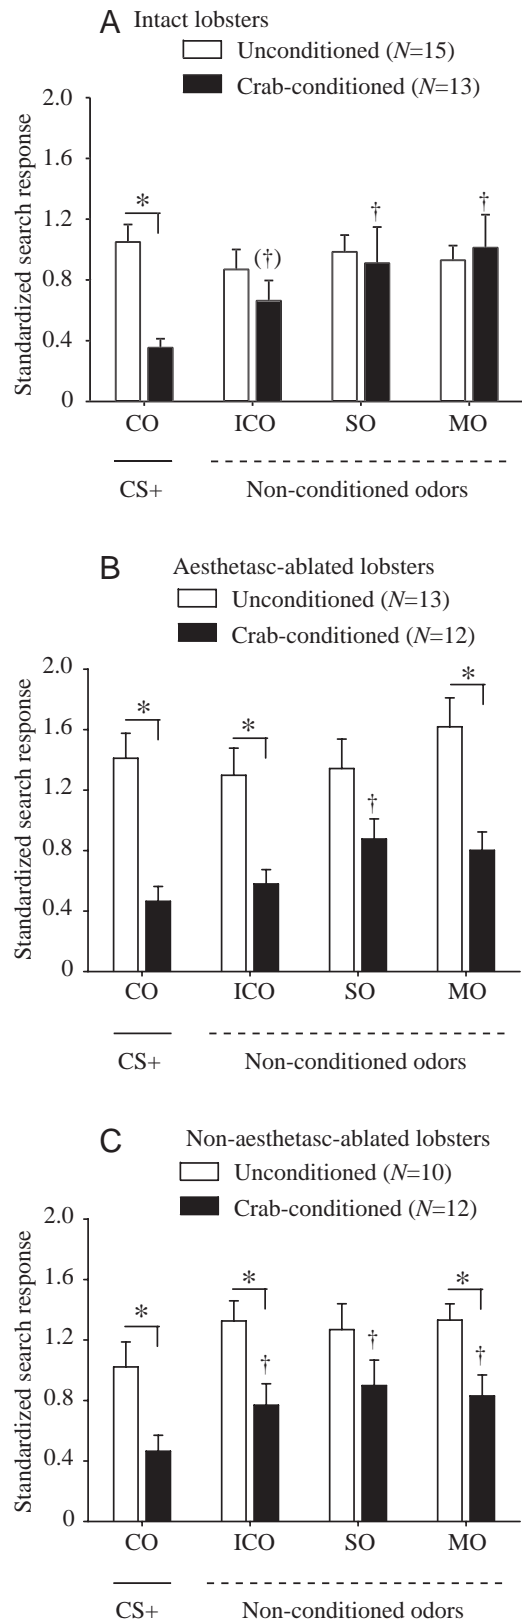 A Intact lobsters
Unconditioned (N=15)
Crab-conditioned (N=13)
Standardized search response
2.0
1.6
1.2
0.8
0.4
0
*
(†)
†
†
CO ICO SO MO
CS+ Non-conditioned odors
B Aesthetasc-ablated lobsters
Unconditioned (N=13)
Crab-conditioned (N=12)
Standardized search response
2.0
1.6
1.2
0.8
0.4
0
*
*
†
*
CO ICO SO MO
CS+ Non-conditioned odors
C Non-aesthetasc-ablated lobsters
Unconditioned (N=10)
Crab-conditioned (N=12)
Standardized search response
2.0
1.6
1.2
0.8
0.4
0
*
*
†
†
*
†
CO ICO SO MO
CS+ Non-conditioned odors